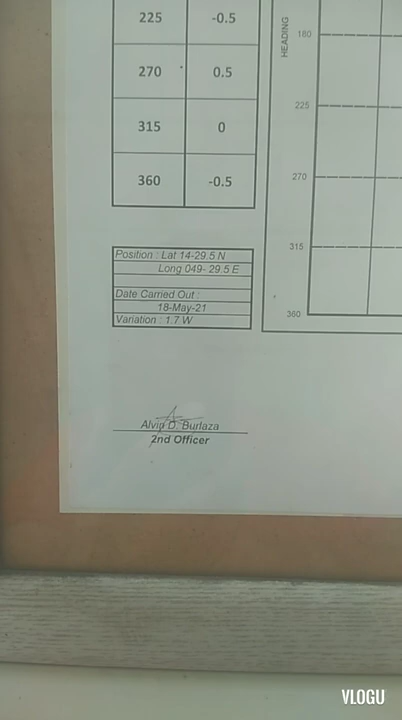 225 -0.5
270 0.5
315 0
360 -0.5
HEADING
180
225
270
315
360
Position : Lat 14-29.5 N
Long 049- 29.5 E
Date Carried Out :
18-May-21
Variation : 1.7 W
Alvin D. Burlaza
2nd Officer
VLOGU